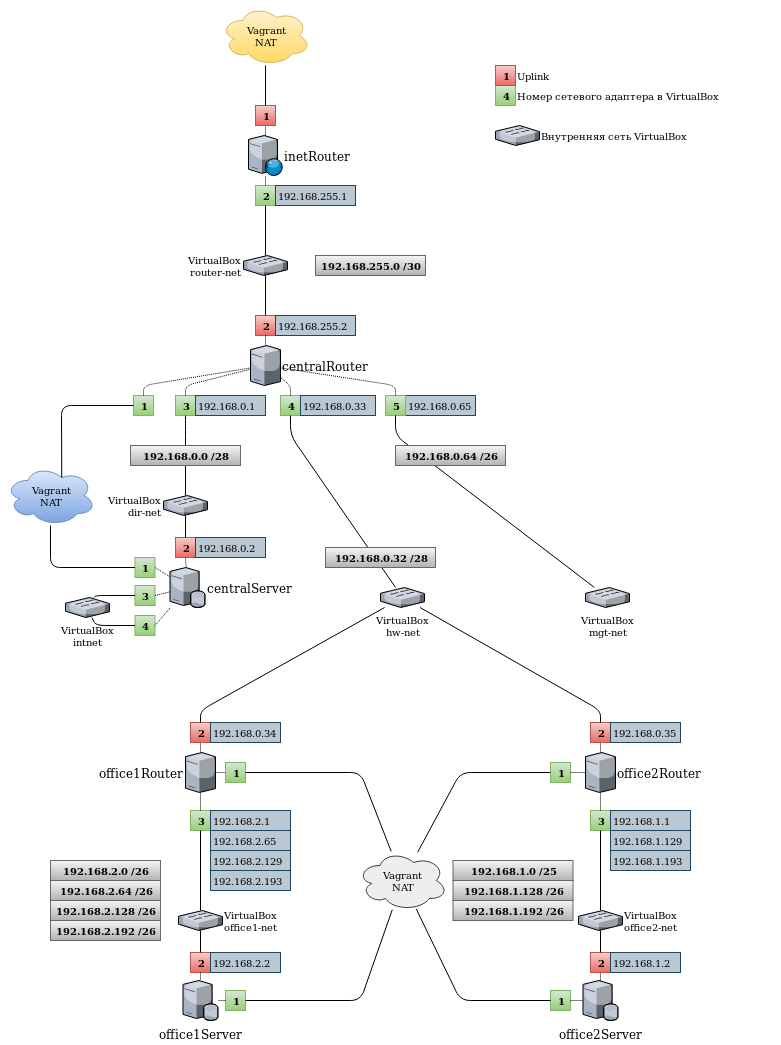 Vagrant
NAT
1 Uplink
4 Номер сетевого адаптера в VirtualBox
Внутренняя сеть VirtualBox
1
inetRouter
2 192.168.255.1
VirtualBox
router-net
192.168.255.0 /30
2 192.168.255.2
centralRouter
1
3 192.168.0.1
4 192.168.0.33
5 192.168.0.65
192.168.0.0 /28
192.168.0.64 /26
Vagrant
NAT
VirtualBox
dir-net
2 192.168.0.2
192.168.0.32 /28
1
centralServer
3
4
VirtualBox
intnet
VirtualBox
hw-net
VirtualBox
mgt-net
2 192.168.0.34
2 192.168.0.35
office1Router
1
1
office2Router
3 192.168.2.1
192.168.2.65
192.168.2.129
192.168.2.193
3 192.168.1.1
192.168.1.129
192.168.1.193
192.168.2.0 /26
192.168.2.64 /26
192.168.2.128 /26
192.168.2.192 /26
Vagrant
NAT
192.168.1.0 /25
192.168.1.128 /26
192.168.1.192 /26
VirtualBox
office1-net
VirtualBox
office2-net
2 192.168.2.2
2 192.168.1.2
1
1
office1Server
office2Server